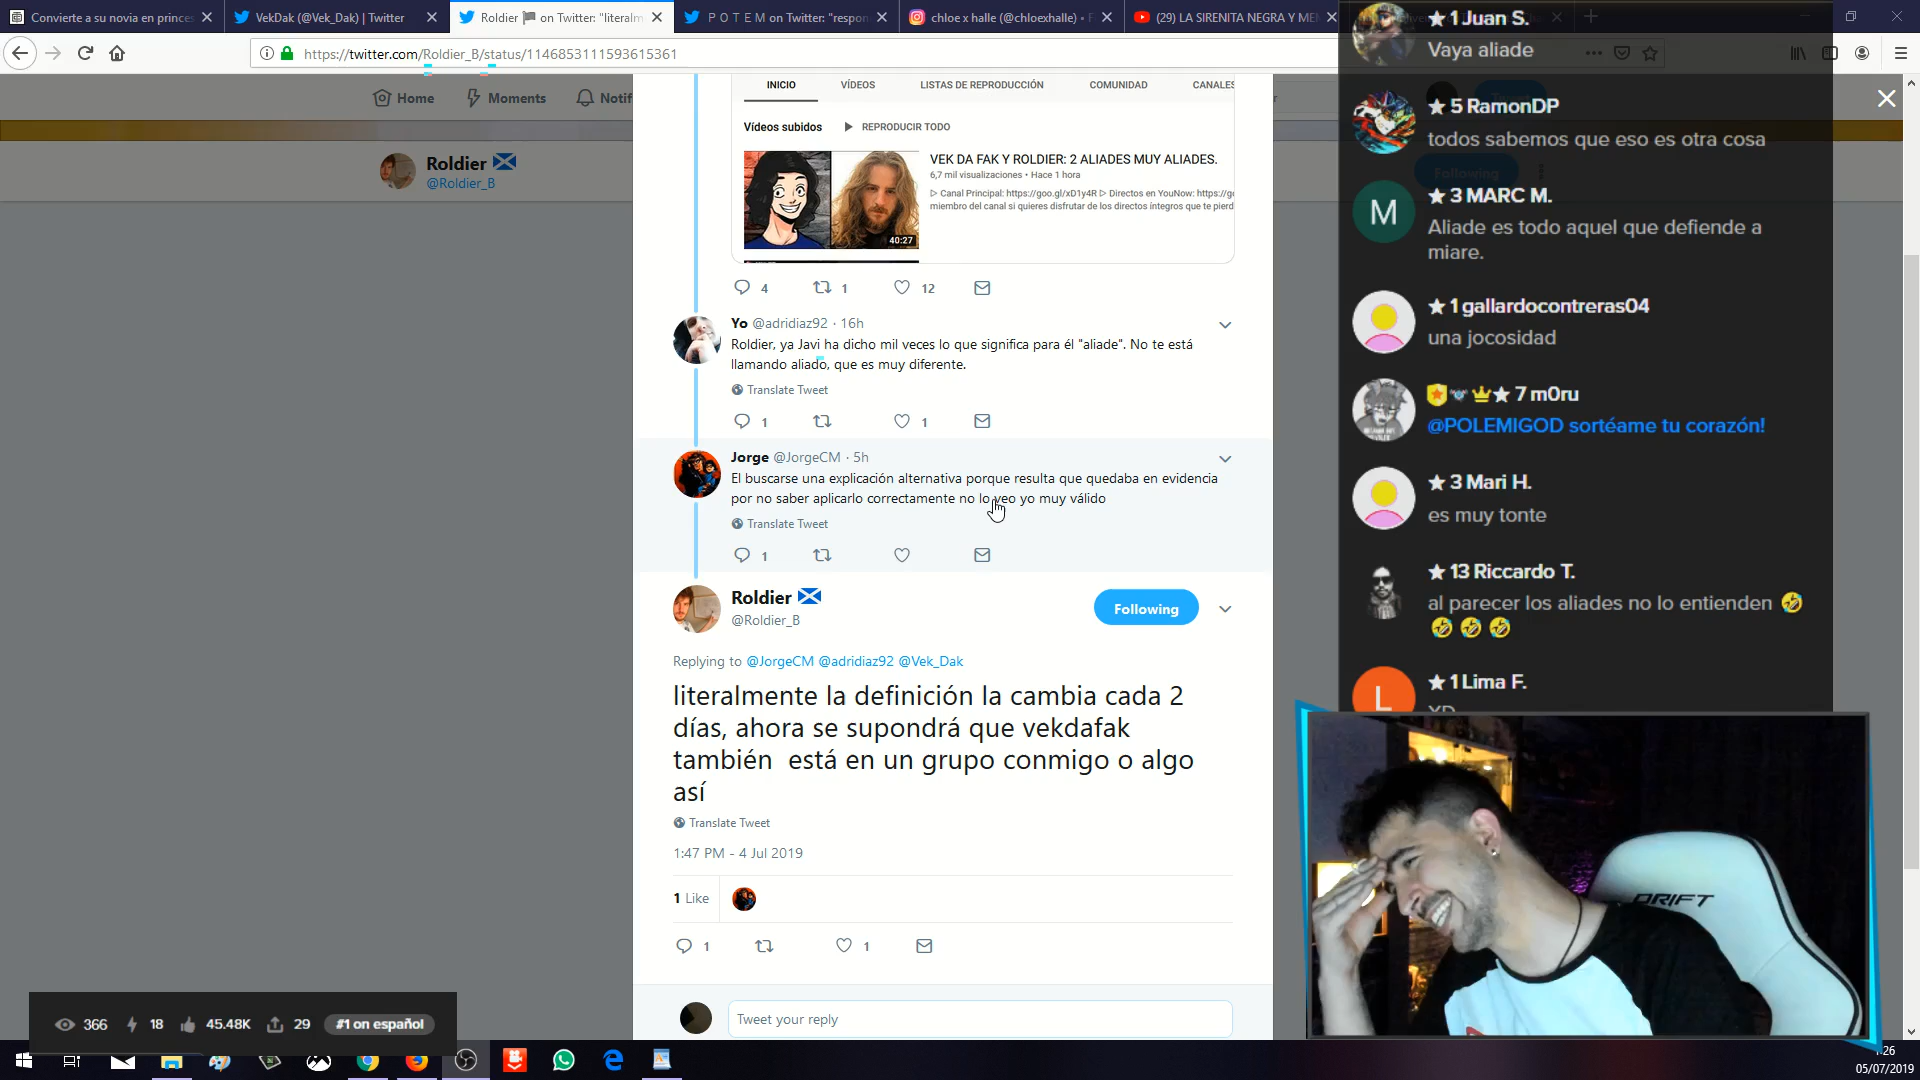 Convierte a su novia en princes
VekDak (@Vek_Dak) | Twitter
Roldier 🏴 on Twitter: "literalm
P O T E M on Twitter: "respon
chloe x halle (@chloexhalle) •
(29) LA SIRENITA NEGRA Y ME
https://twitter.com/Roldier_B/status/1146853111593615361
Home
Moments
Notif
Roldier
@Roldier_B
Following
INICIO
VÍDEOS
LISTAS DE REPRODUCCIÓN
COMUNIDAD
CANALES
Vídeos subidos
REPRODUCIR TODO
VEK DA FAK Y ROLDIER: 2 ALIADES MUY ALIADES.
6,7 mil visualizaciones • Hace 1 hora
▷ Canal Principal: https://goo.gl/xD1y4R ▷ Directos en YouNow: https://g
miembro del canal si quieres disfrutar de los directos íntegros que te pierd
40:27
4
1
12
Yo @adridiaz92 · 16h
Roldier, ya Javi ha dicho mil veces lo que significa para él "aliade". No te está
llamando aliado, que es muy diferente.
Translate Tweet
1
1
Jorge @JorgeCM · 5h
El buscarse una explicación alternativa porque resulta que quedaba en evidencia
por no saber aplicarlo correctamente no lo veo yo muy válido
Translate Tweet
1
Roldier
@Roldier_B
Following
Replying to @JorgeCM @adridiaz92 @Vek_Dak
literalmente la definición la cambia cada 2
días, ahora se supondrá que vekdafak
también está en un grupo conmigo o algo
así
Translate Tweet
1:47 PM - 4 Jul 2019
1 Like
1
1
Tweet your reply
★ 1 Juan S.
Vaya aliade
★ 5 RamonDP
todos sabemos que eso es otra cosa
M
★ 3 MARC M.
Aliade es todo aquel que defiende a
miare.
★ 1 gallardocontreras04
una jocosidad
★ 7 m0ru
@POLEMIGOD sortéame tu corazón!
★ 3 Mari H.
es muy tonte
★ 13 Riccardo T.
al parecer los aliades no lo entienden 🤣
🤣 🤣 🤣
L
★ 1 Lima F.
XD
DRIFT
366
18
45.48K
29
#1 on español
05/07/2019